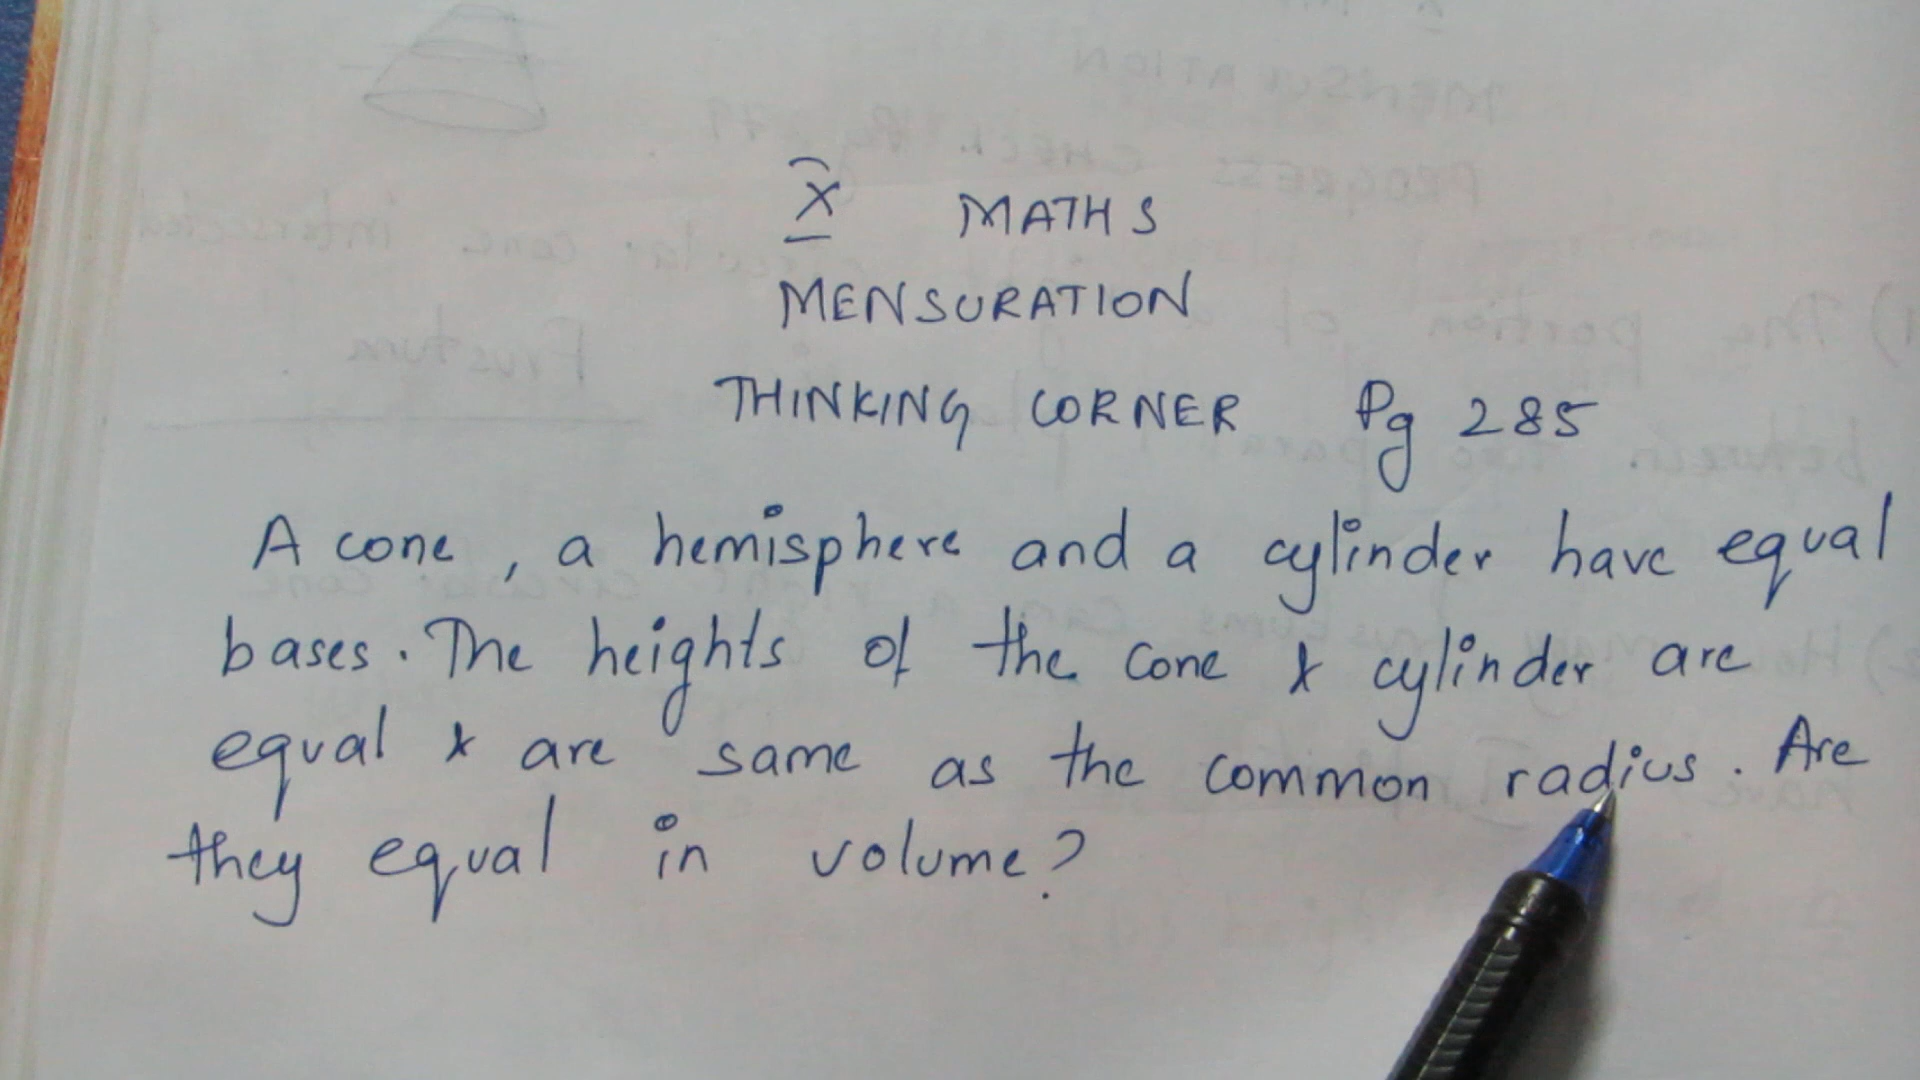 X MATHS
MENSURATION
THINKING CORNER Pg 285
A cone, a hemisphere and a cylinder have equal
bases. The heights of the cone & cylinder are
equal & are same as the common radius. Are
they equal in volume?